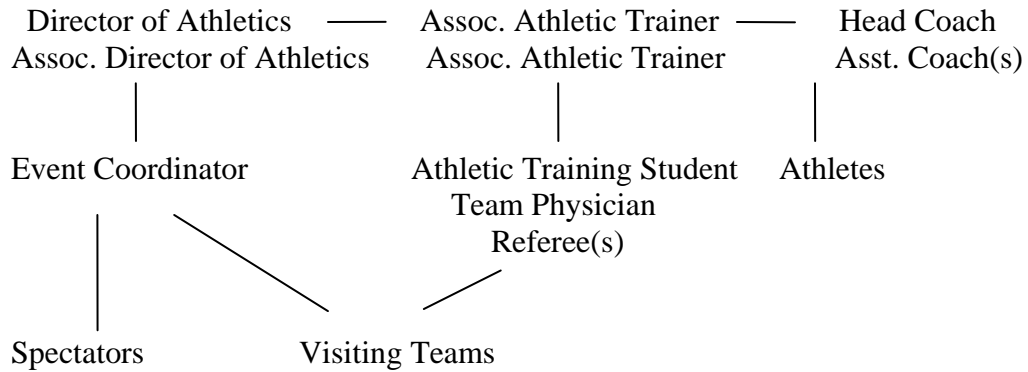 Director of Athletics Assoc. Athletic Trainer Head Coach
Assoc. Director of Athletics Assoc. Athletic Trainer Asst. Coach(s)
Event Coordinator Athletic Training Student Athletes
Team Physician
Referee(s)
Spectators Visiting Teams